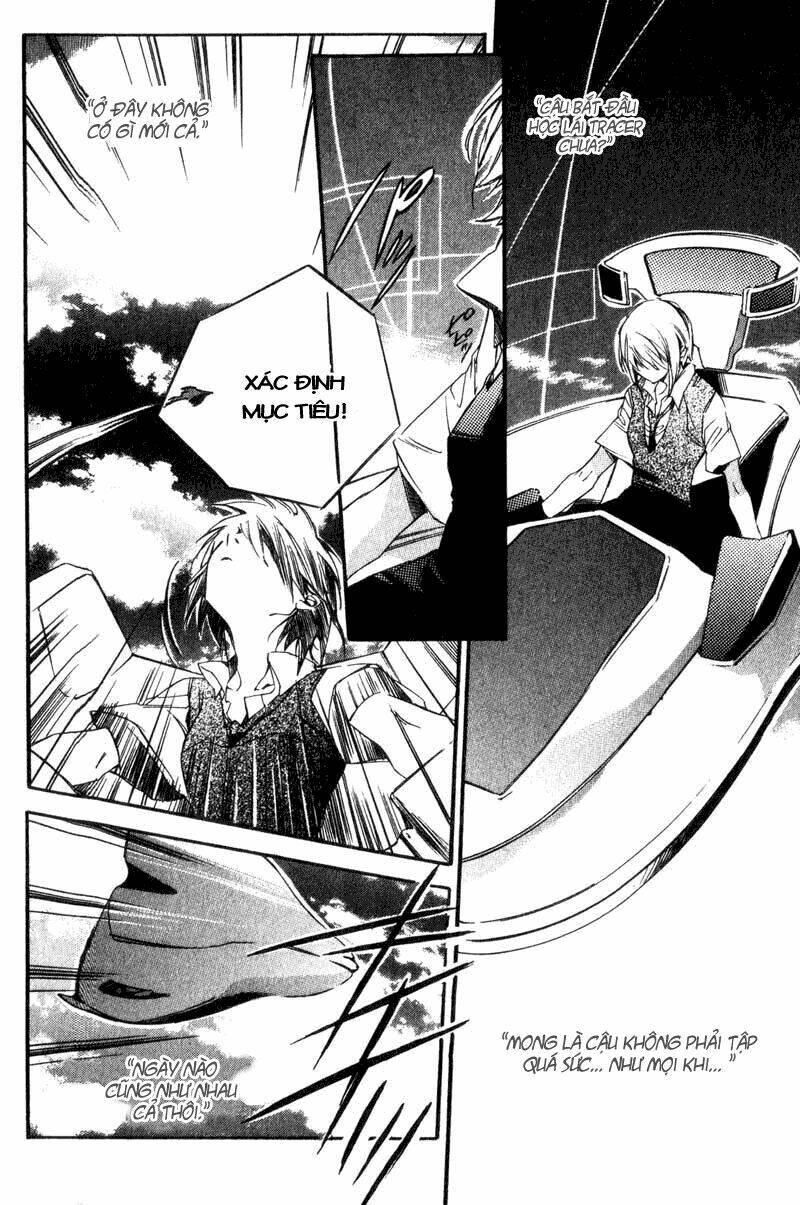 "CẬU BẮT ĐẦU
HỌC LÁI TRACER
CHƯA?"
"MONG LÀ CẬU KHÔNG PHẢI TẬP
QUÁ SỨC... NHƯ MỌI KHI... "
"Ở ĐÂY KHÔNG
CÓ GÌ MỚI CẢ."
XÁC ĐỊNH
MỤC TIÊU!
"NGÀY NÀO
CŨNG NHƯ NHAU
CẢ THÔI."